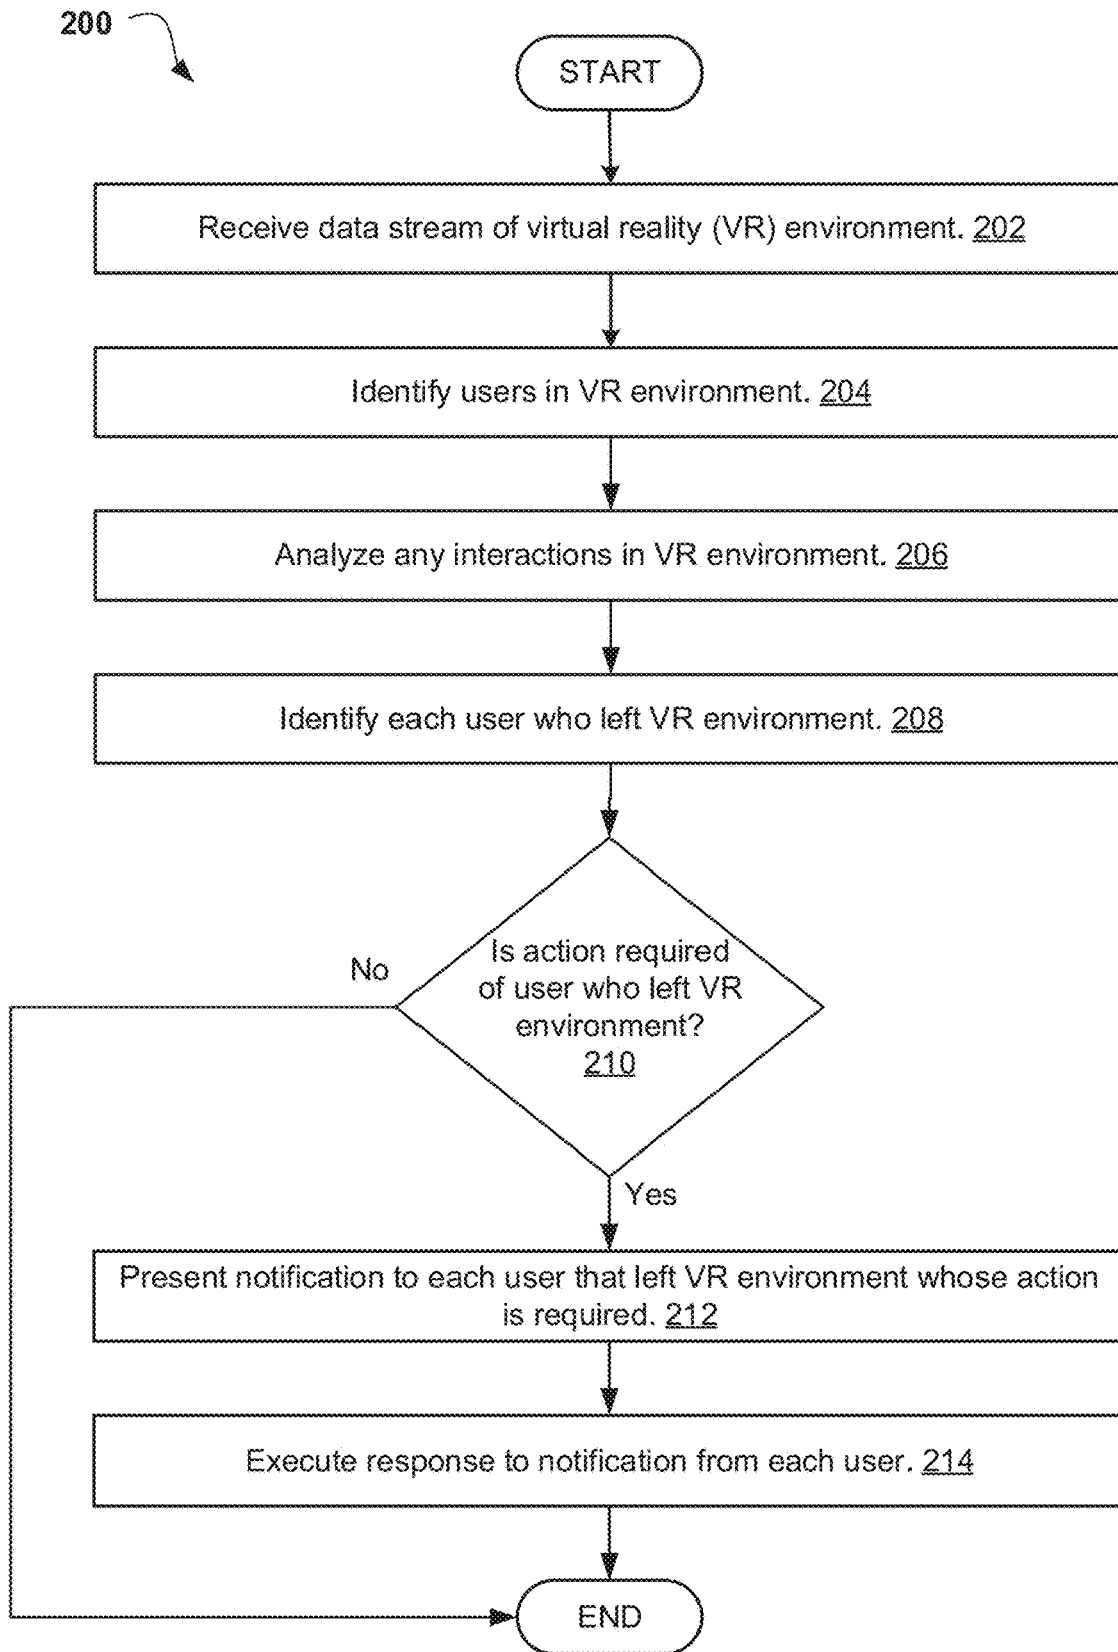 200
START
Receive data stream of virtual reality (VR) environment. 202
Identify users in VR environment. 204
Analyze any interactions in VR environment. 206
Identify each user who left VR environment. 208
Is action required
of user who left VR
environment?
210
No
Yes
Present notification to each user that left VR environment whose action
is required. 212
Execute response to notification from each user. 214
END